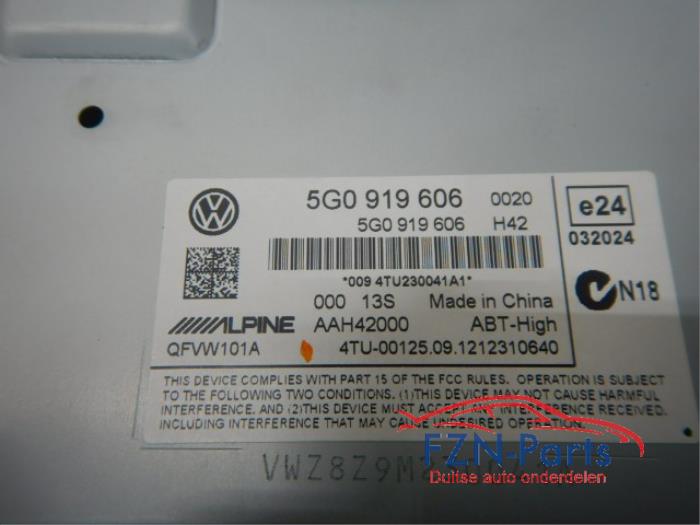 5G0 919 606 0020
5G0 919 606 H42
*009 4TU230041A1*
000 13S Made in China
ALPINE AAH42000 ABT-High
QFVW101A 4TU-00125.09.1212310640
e24
032024
N18
THIS DEVICE COMPLIES WITH PART 15 OF THE FCC RULES. OPERATION IS SUBJECT
TO THE FOLLOWING TWO CONDITIONS. (1)THIS DEVICE MAY NOT CAUSE HARMFUL
INTERFERENCE. AND (2)THIS DEVICE MUST ACCEPT ANY INTERFERENCE RECEIVED.
INCLUDING INTERFERENCE THAT MAY CAUSE UNDESIRED OPERATION.
FZN-Parts
Duitse auto onderdelen